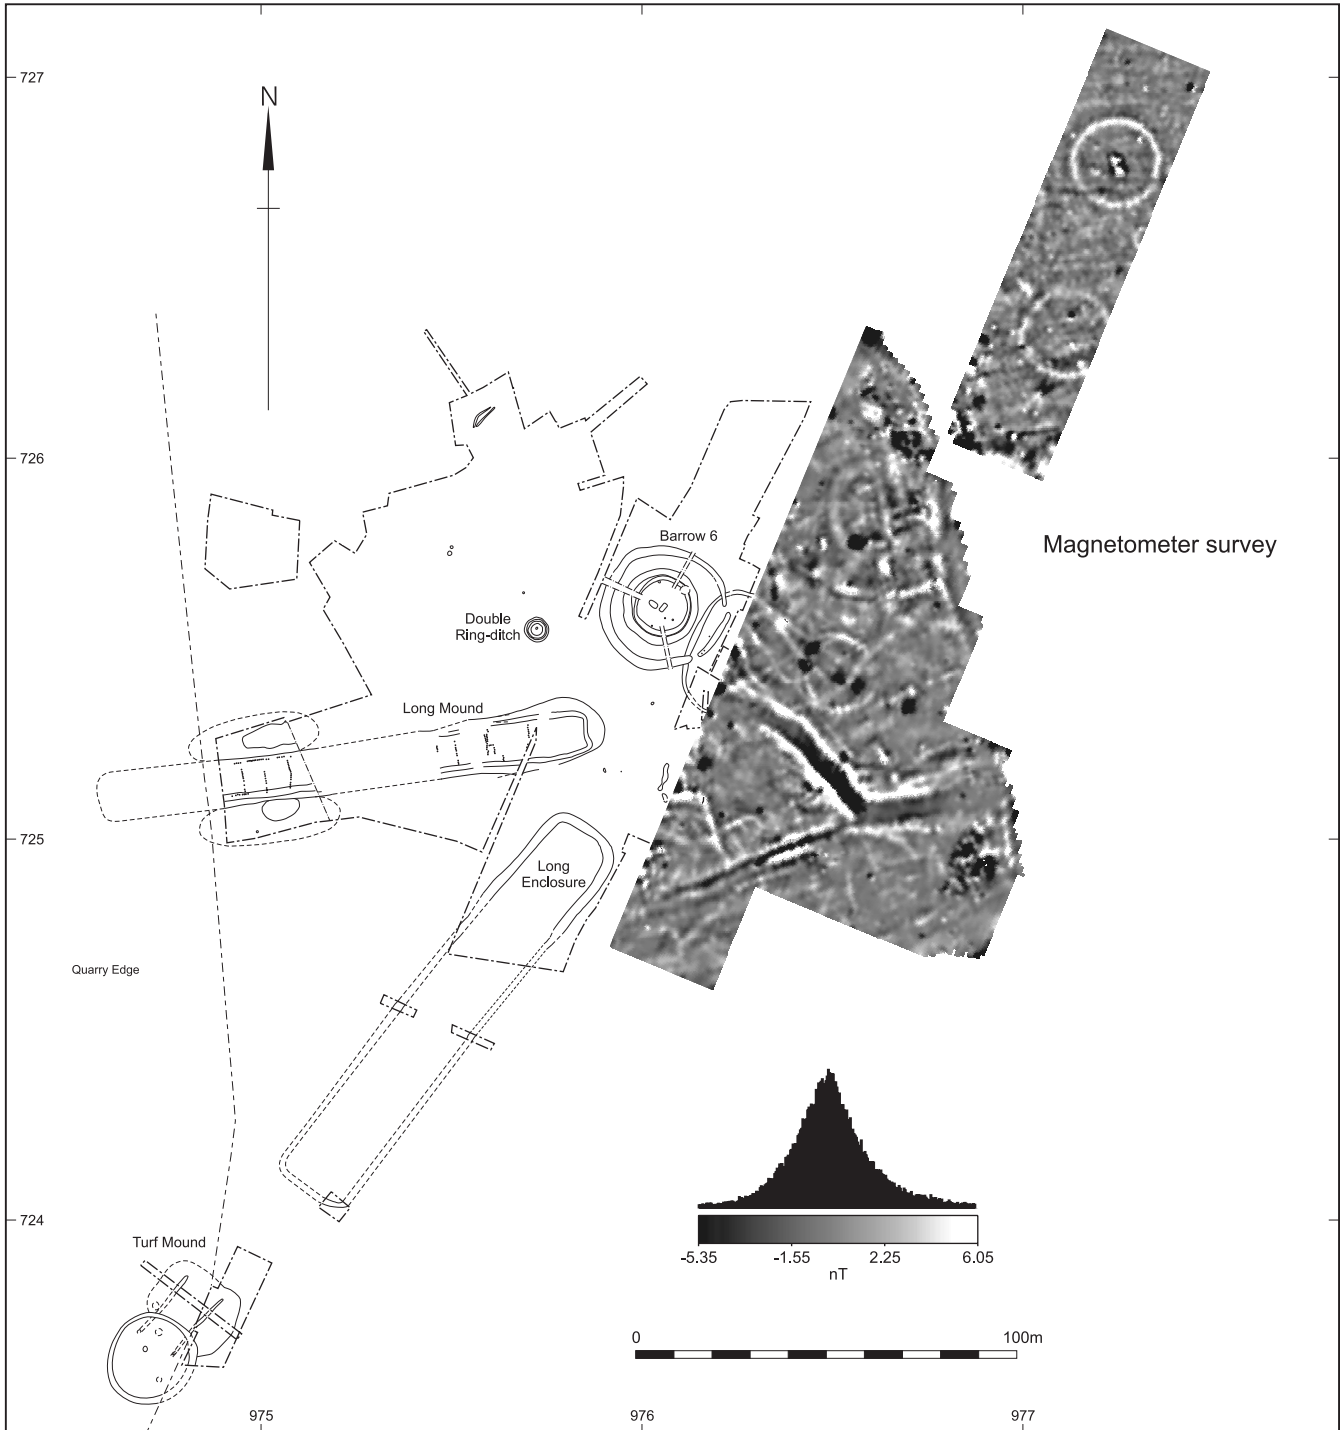 727
N
726
Magnetometer survey
Barrow 6
Double
Ring-ditch
Long Mound
725
Long
Enclosure
Quarry Edge
724
-5.35 -1.55 2.25 6.05
nT
Turf Mound
0 100m
975 976 977